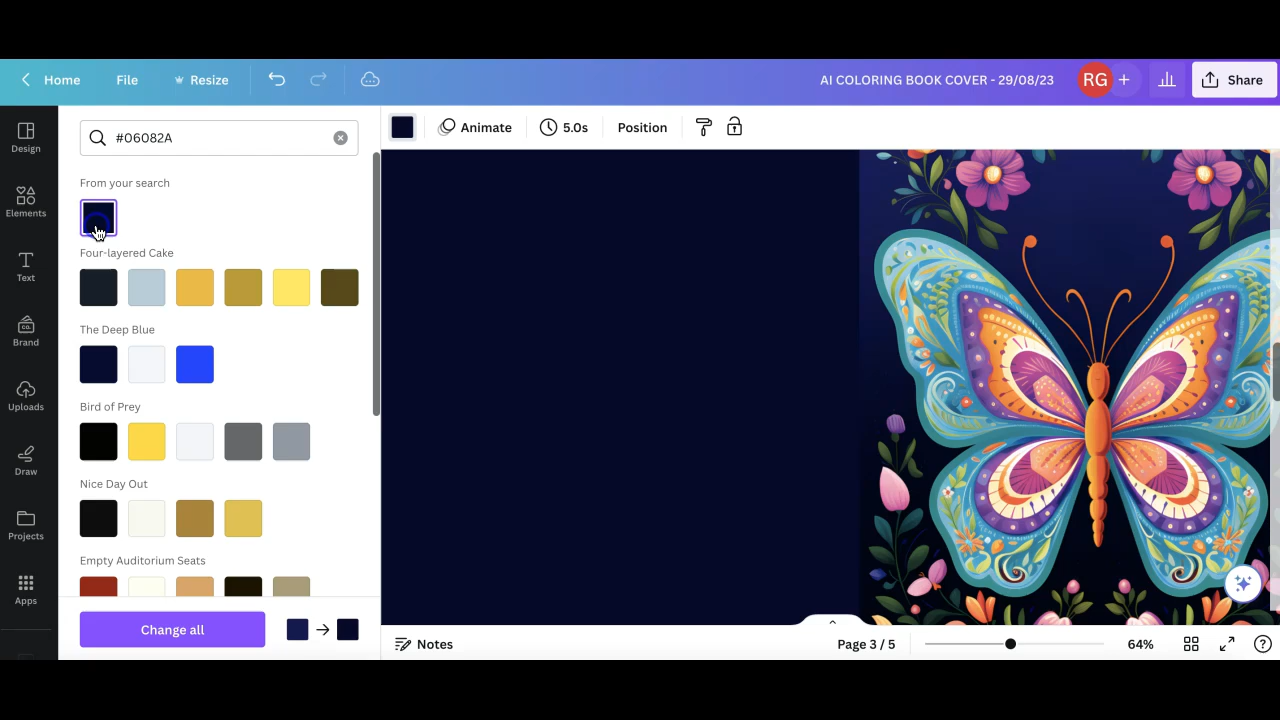 Home File Resize AI COLORING BOOK COVER - 29/08/23 RG Share
Design
Elements
Text
CO.
Brand
Uploads
Draw
Projects
Apps
#06082A
From your search
Four-layered Cake
The Deep Blue
Bird of Prey
Nice Day Out
Empty Auditorium Seats
Change all
Animate 5.0s Position
Notes Page 3 / 5 64% ?